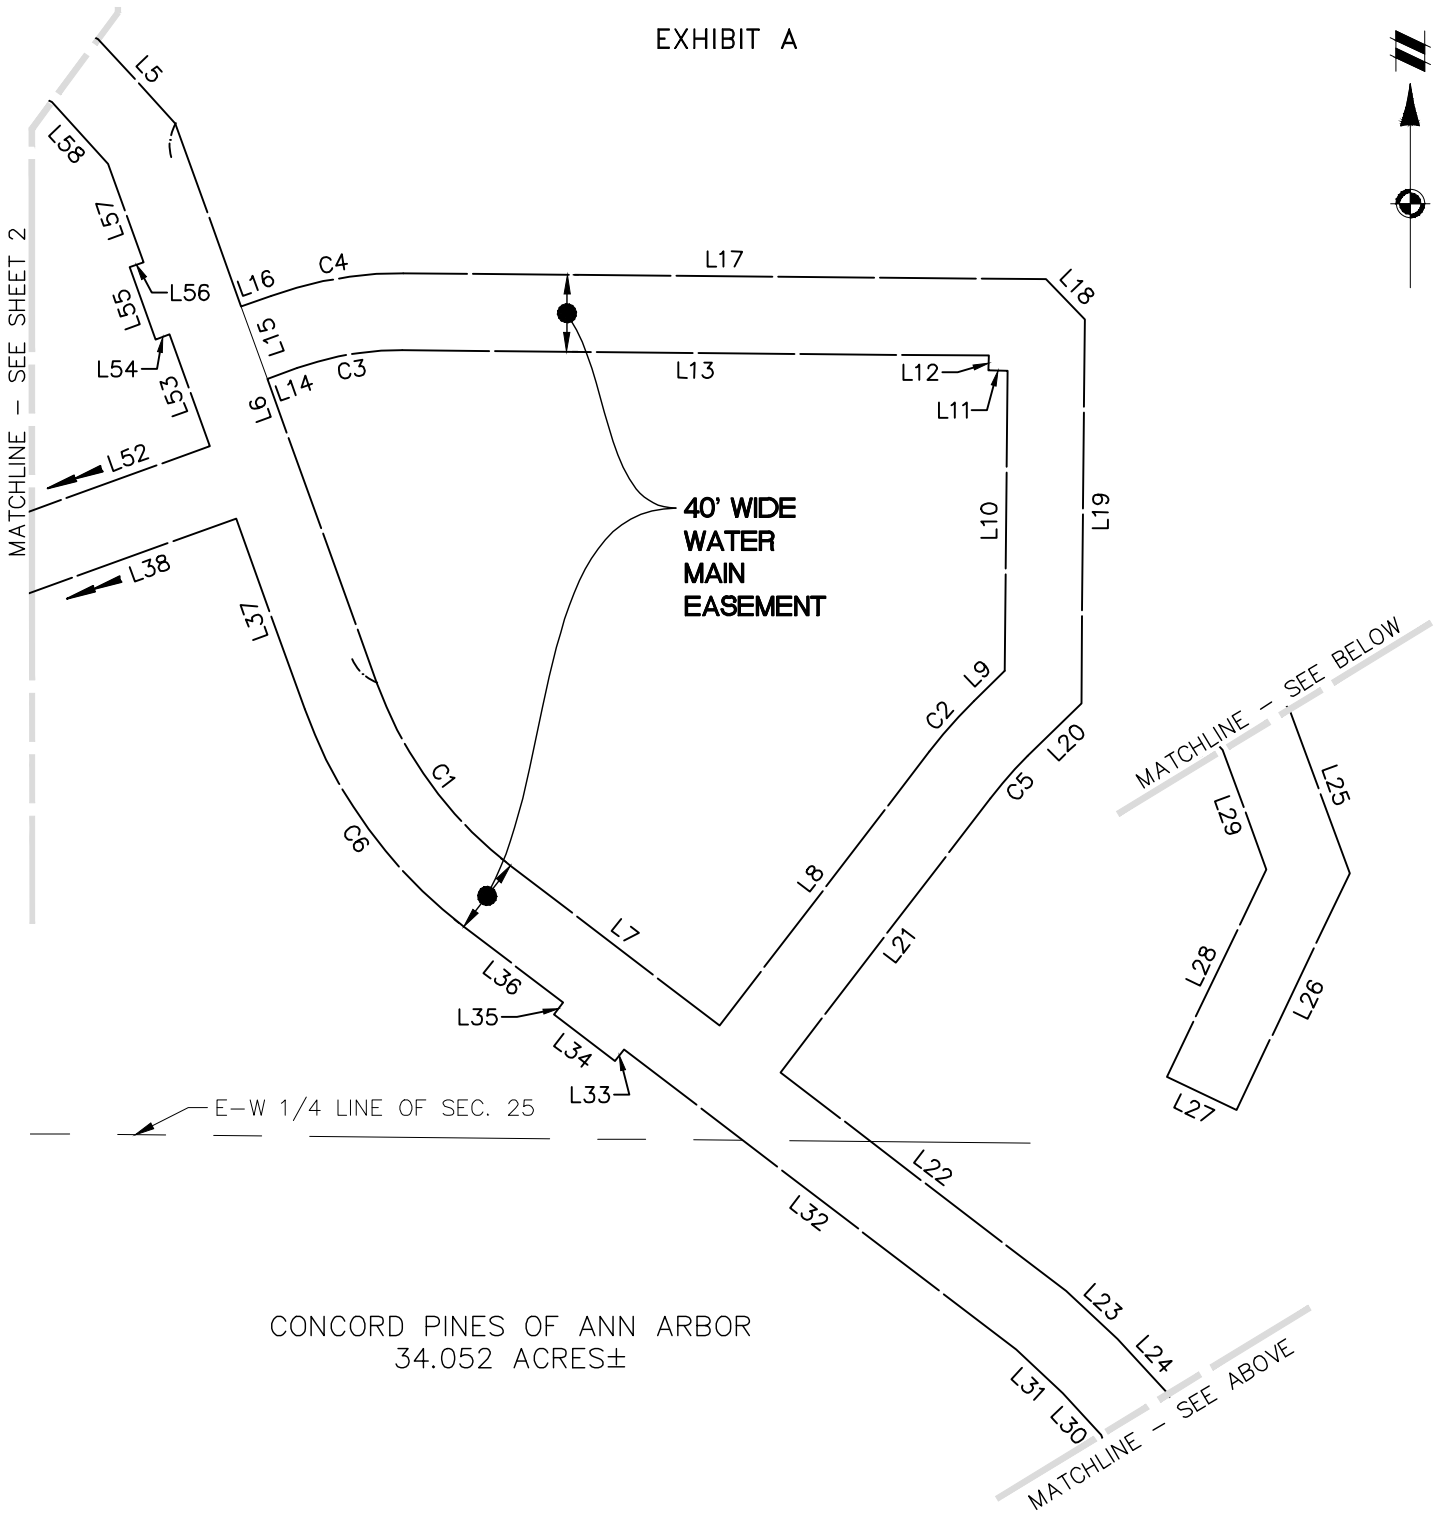 EXHIBIT A
N
L5
L58
L57
L56
L55
L54
L53
L52
L38
L37
MATCHLINE - SEE SHEET 2
L16
C4
L17
L18
L15
L14
C3
L13
L12
L11
L6
L10
L19
40' WIDE
WATER
MAIN
EASEMENT
L9
C2
L20
C5
C1
C6
L8
L7
L21
L36
L35
L34
L33
MATCHLINE - SEE BELOW
L25
L29
L28
L26
L27
E-W 1/4 LINE OF SEC. 25
L22
L32
L23
L24
L31
L30
CONCORD PINES OF ANN ARBOR
34.052 ACRES±
MATCHLINE - SEE ABOVE